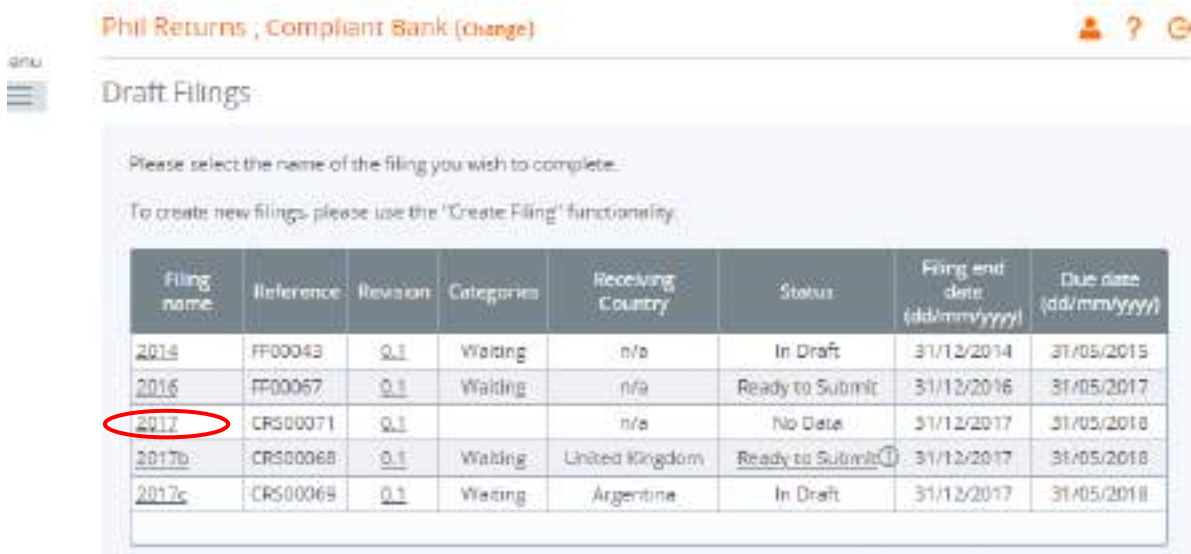 Phil Returns ; Compliant Bank (Change) ?
enu
Draft Filings
Please select the name of the filing you wish to complete.
To create new filings, please use the "Create Filing" functionality.
Filing name Reference Revision Categories Receiving Country Status Filing end date (dd/mm/yyyy) Due date (dd/mm/yyyy)
2014 FF00043 0.1 Waiting n/a In Draft 31/12/2014 31/05/2015
2016 FF00067 0.1 Waiting n/a Ready to Submit 31/12/2016 31/05/2017
2017 CRS00071 0.1 n/a No Data 31/12/2017 31/05/2018
2017b CRS00068 0.1 Waiting United Kingdom Ready to Submit 31/12/2017 31/05/2018
2017c CRS00069 0.1 Waiting Argentina In Draft 31/12/2017 31/05/2018